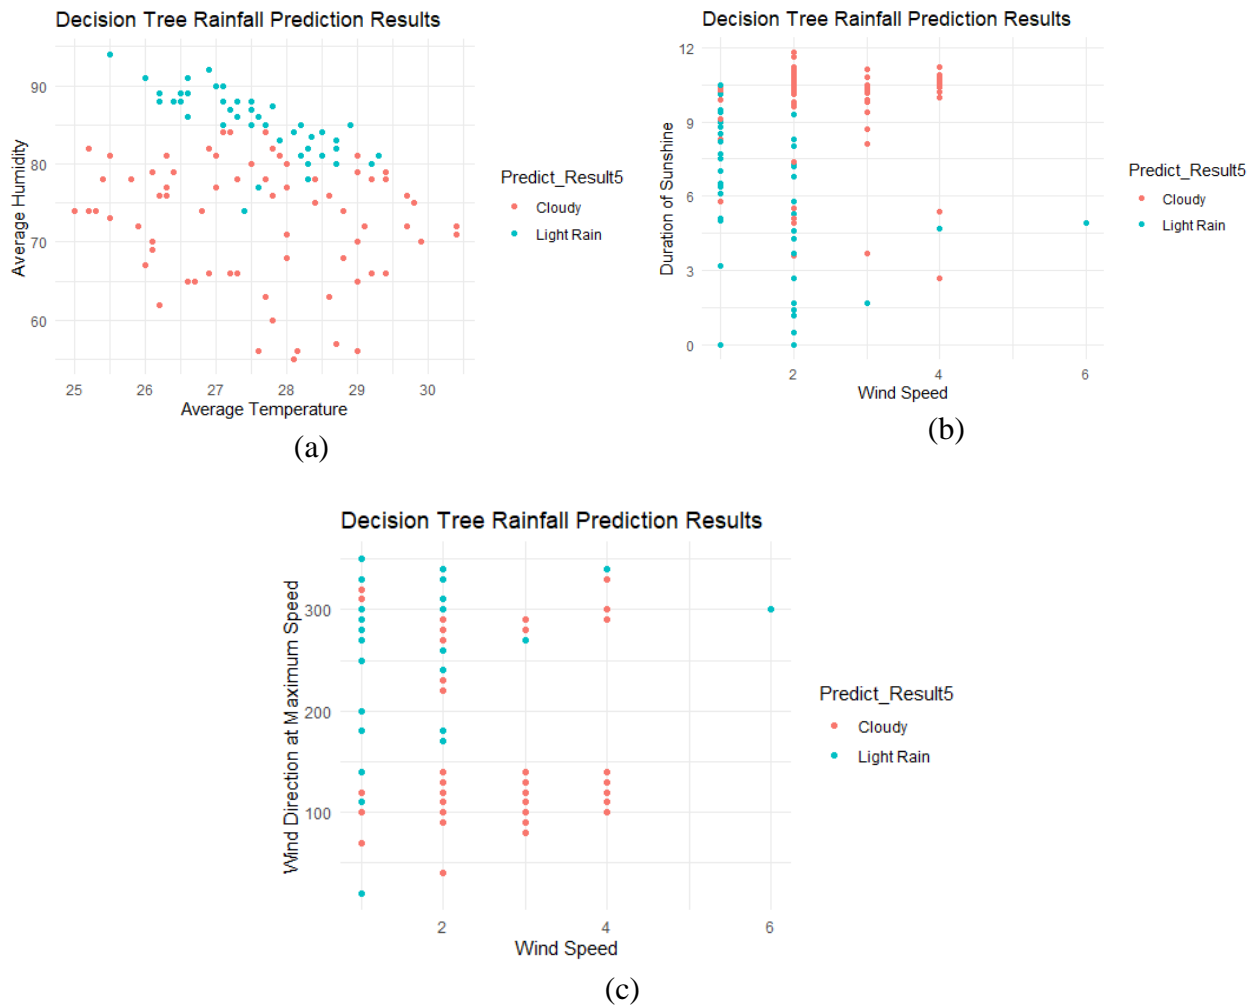 Decision Tree Rainfall Prediction Results
Average Humidity
90
80
70
60
25 26 27 28 29 30
Average Temperature
Predict_Result5
Cloudy
Light Rain
(a)
Decision Tree Rainfall Prediction Results
Duration of Sunshine
12
9
6
3
0
2 4 6
Wind Speed
Predict_Result5
Cloudy
Light Rain
(b)
Decision Tree Rainfall Prediction Results
Wind Direction at Maximum Speed
300
200
100
2 4 6
Wind Speed
Predict_Result5
Cloudy
Light Rain
(c)